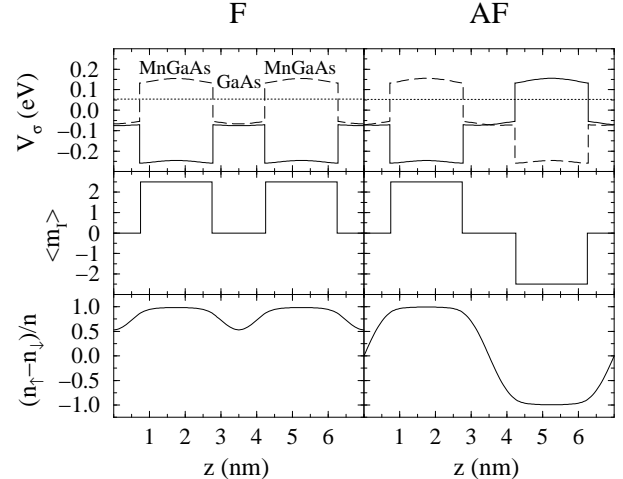 F AF
MnGaAs GaAs MnGaAs
V_σ (eV)
0.2
0.1
0.0
−0.1
−0.2
<m_I>
2
1
0
−1
−2
(n_↑−n_↓)/n
1.0
0.5
0.0
−0.5
−1.0
1 2 3 4 5 6 1 2 3 4 5 6
z (nm) z (nm)